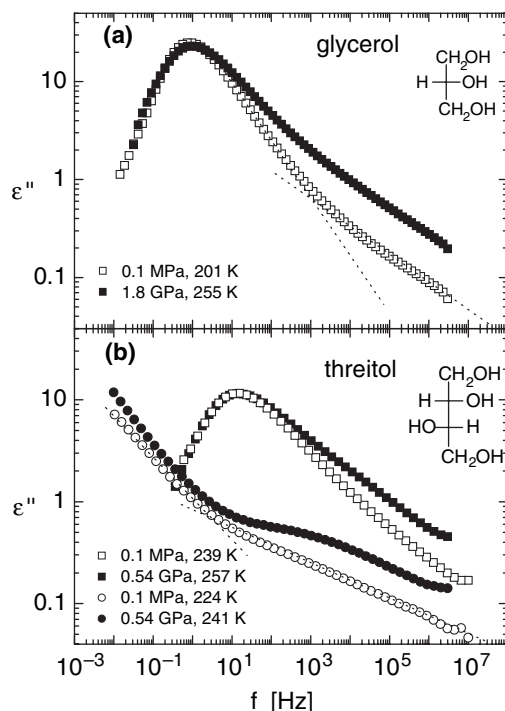 (a)
glycerol
CH2OH
H OH
CH2OH
10
1
ε"
0.1
0.1 MPa, 201 K
1.8 GPa, 255 K
(b)
threitol
CH2OH
H OH
HO H
CH2OH
10
1
ε"
0.1
0.1 MPa, 239 K
0.54 GPa, 257 K
0.1 MPa, 224 K
0.54 GPa, 241 K
10−3 10−1 101 103 105 107
f [Hz]